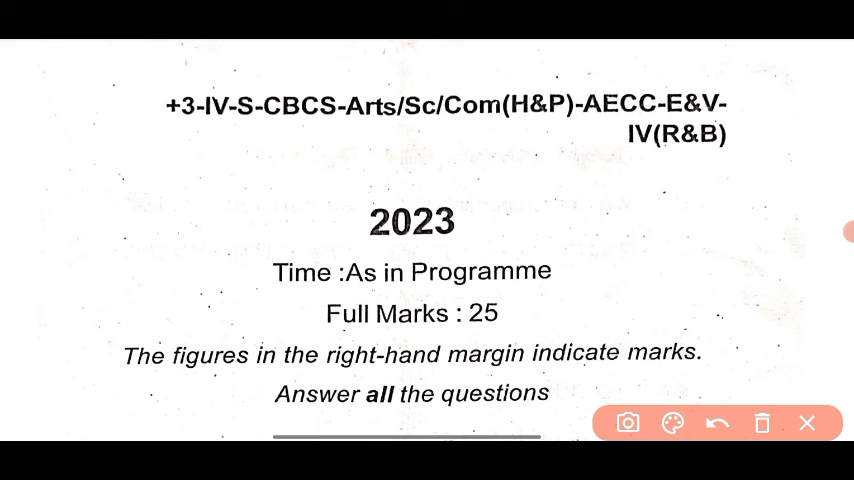 +3-IV-S-CBCS-Arts/Sc/Com(H&P)-AECC-E&V-
IV(R&B)
2023
Time :As in Programme
Full Marks : 25
The figures in the right-hand margin indicate marks.
Answer all the questions